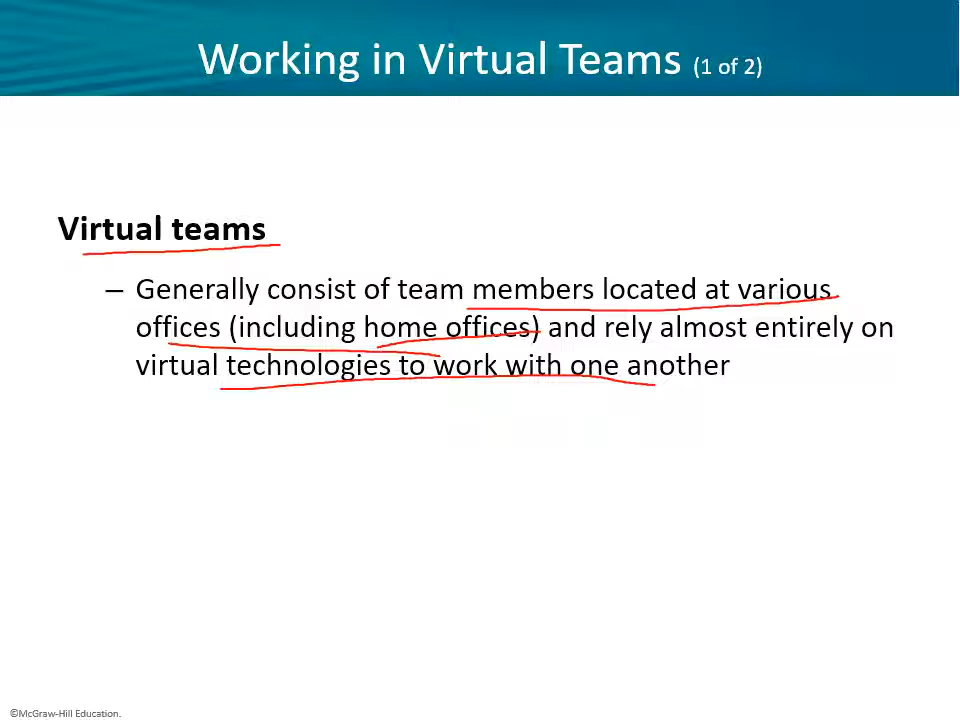 Working in Virtual Teams (1 of 2)
Virtual teams
– Generally consist of team members located at various
offices (including home offices) and rely almost entirely on
virtual technologies to work with one another
©McGraw-Hill Education.